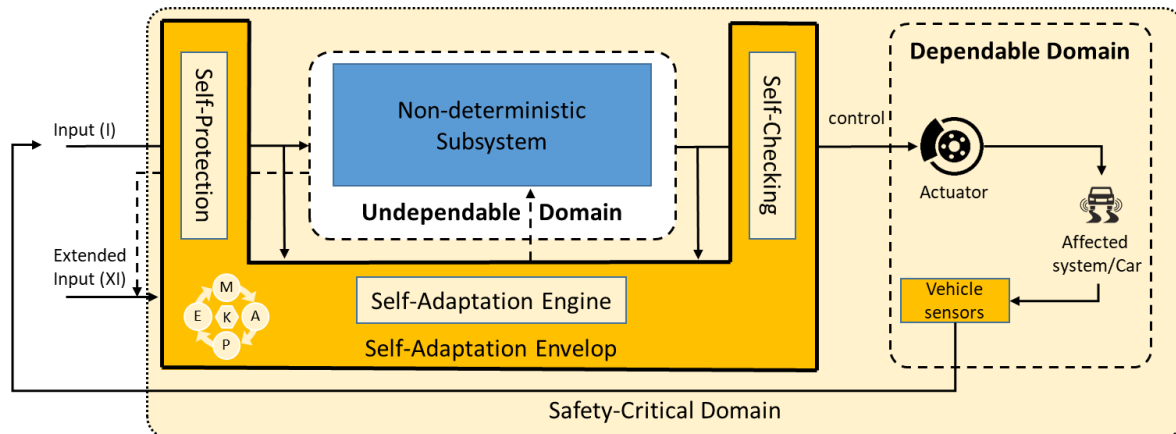 Input (I)
Extended
Input (XI)
Self-Protection
Non-deterministic
Subsystem
Undependable Domain
Self-Checking
control
Dependable Domain
Actuator
Affected
system/Car
Vehicle
sensors
M
E K A
P
Self-Adaptation Engine
Self-Adaptation Envelop
Safety-Critical Domain